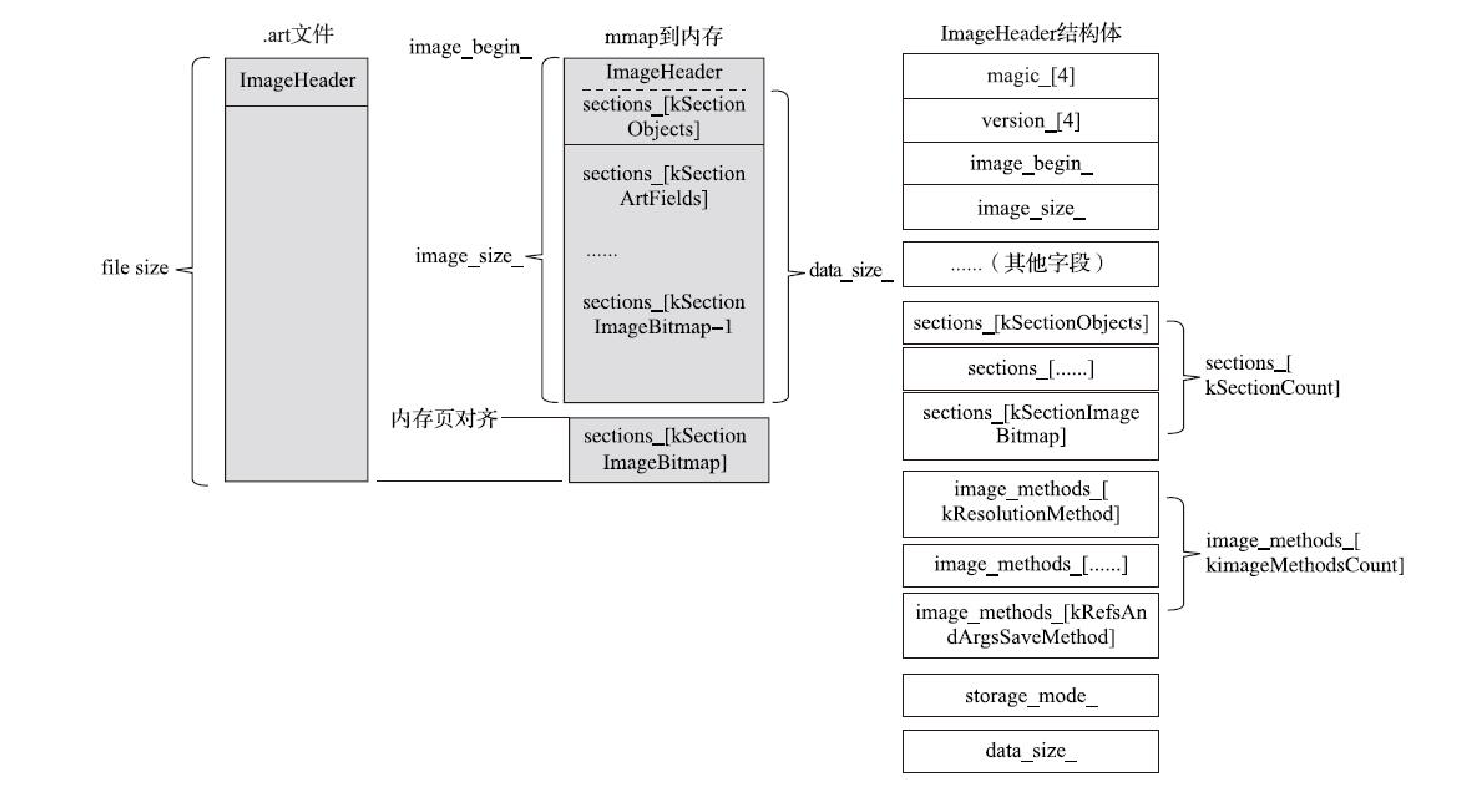 .art文件
ImageHeader
file size
image_begin_
mmap到内存
ImageHeader
sections_[kSection
Objects]
sections_[kSection
ArtFields]
......
sections_[kSection
ImageBitmap-1
image_size_
data_size_
内存页对齐
sections_[kSection
ImageBitmap]
ImageHeader结构体
magic_[4]
version_[4]
image_begin_
image_size_
......（其他字段）
sections_[kSectionObjects]
sections_[......]
sections_[kSectionImage
Bitmap]
sections_[
kSectionCount]
image_methods_[
kResolutionMethod]
image_methods_[......]
image_methods_[kRefsAn
dArgsSaveMethod]
image_methods_[
kimageMethodsCount]
storage_mode_
data_size_